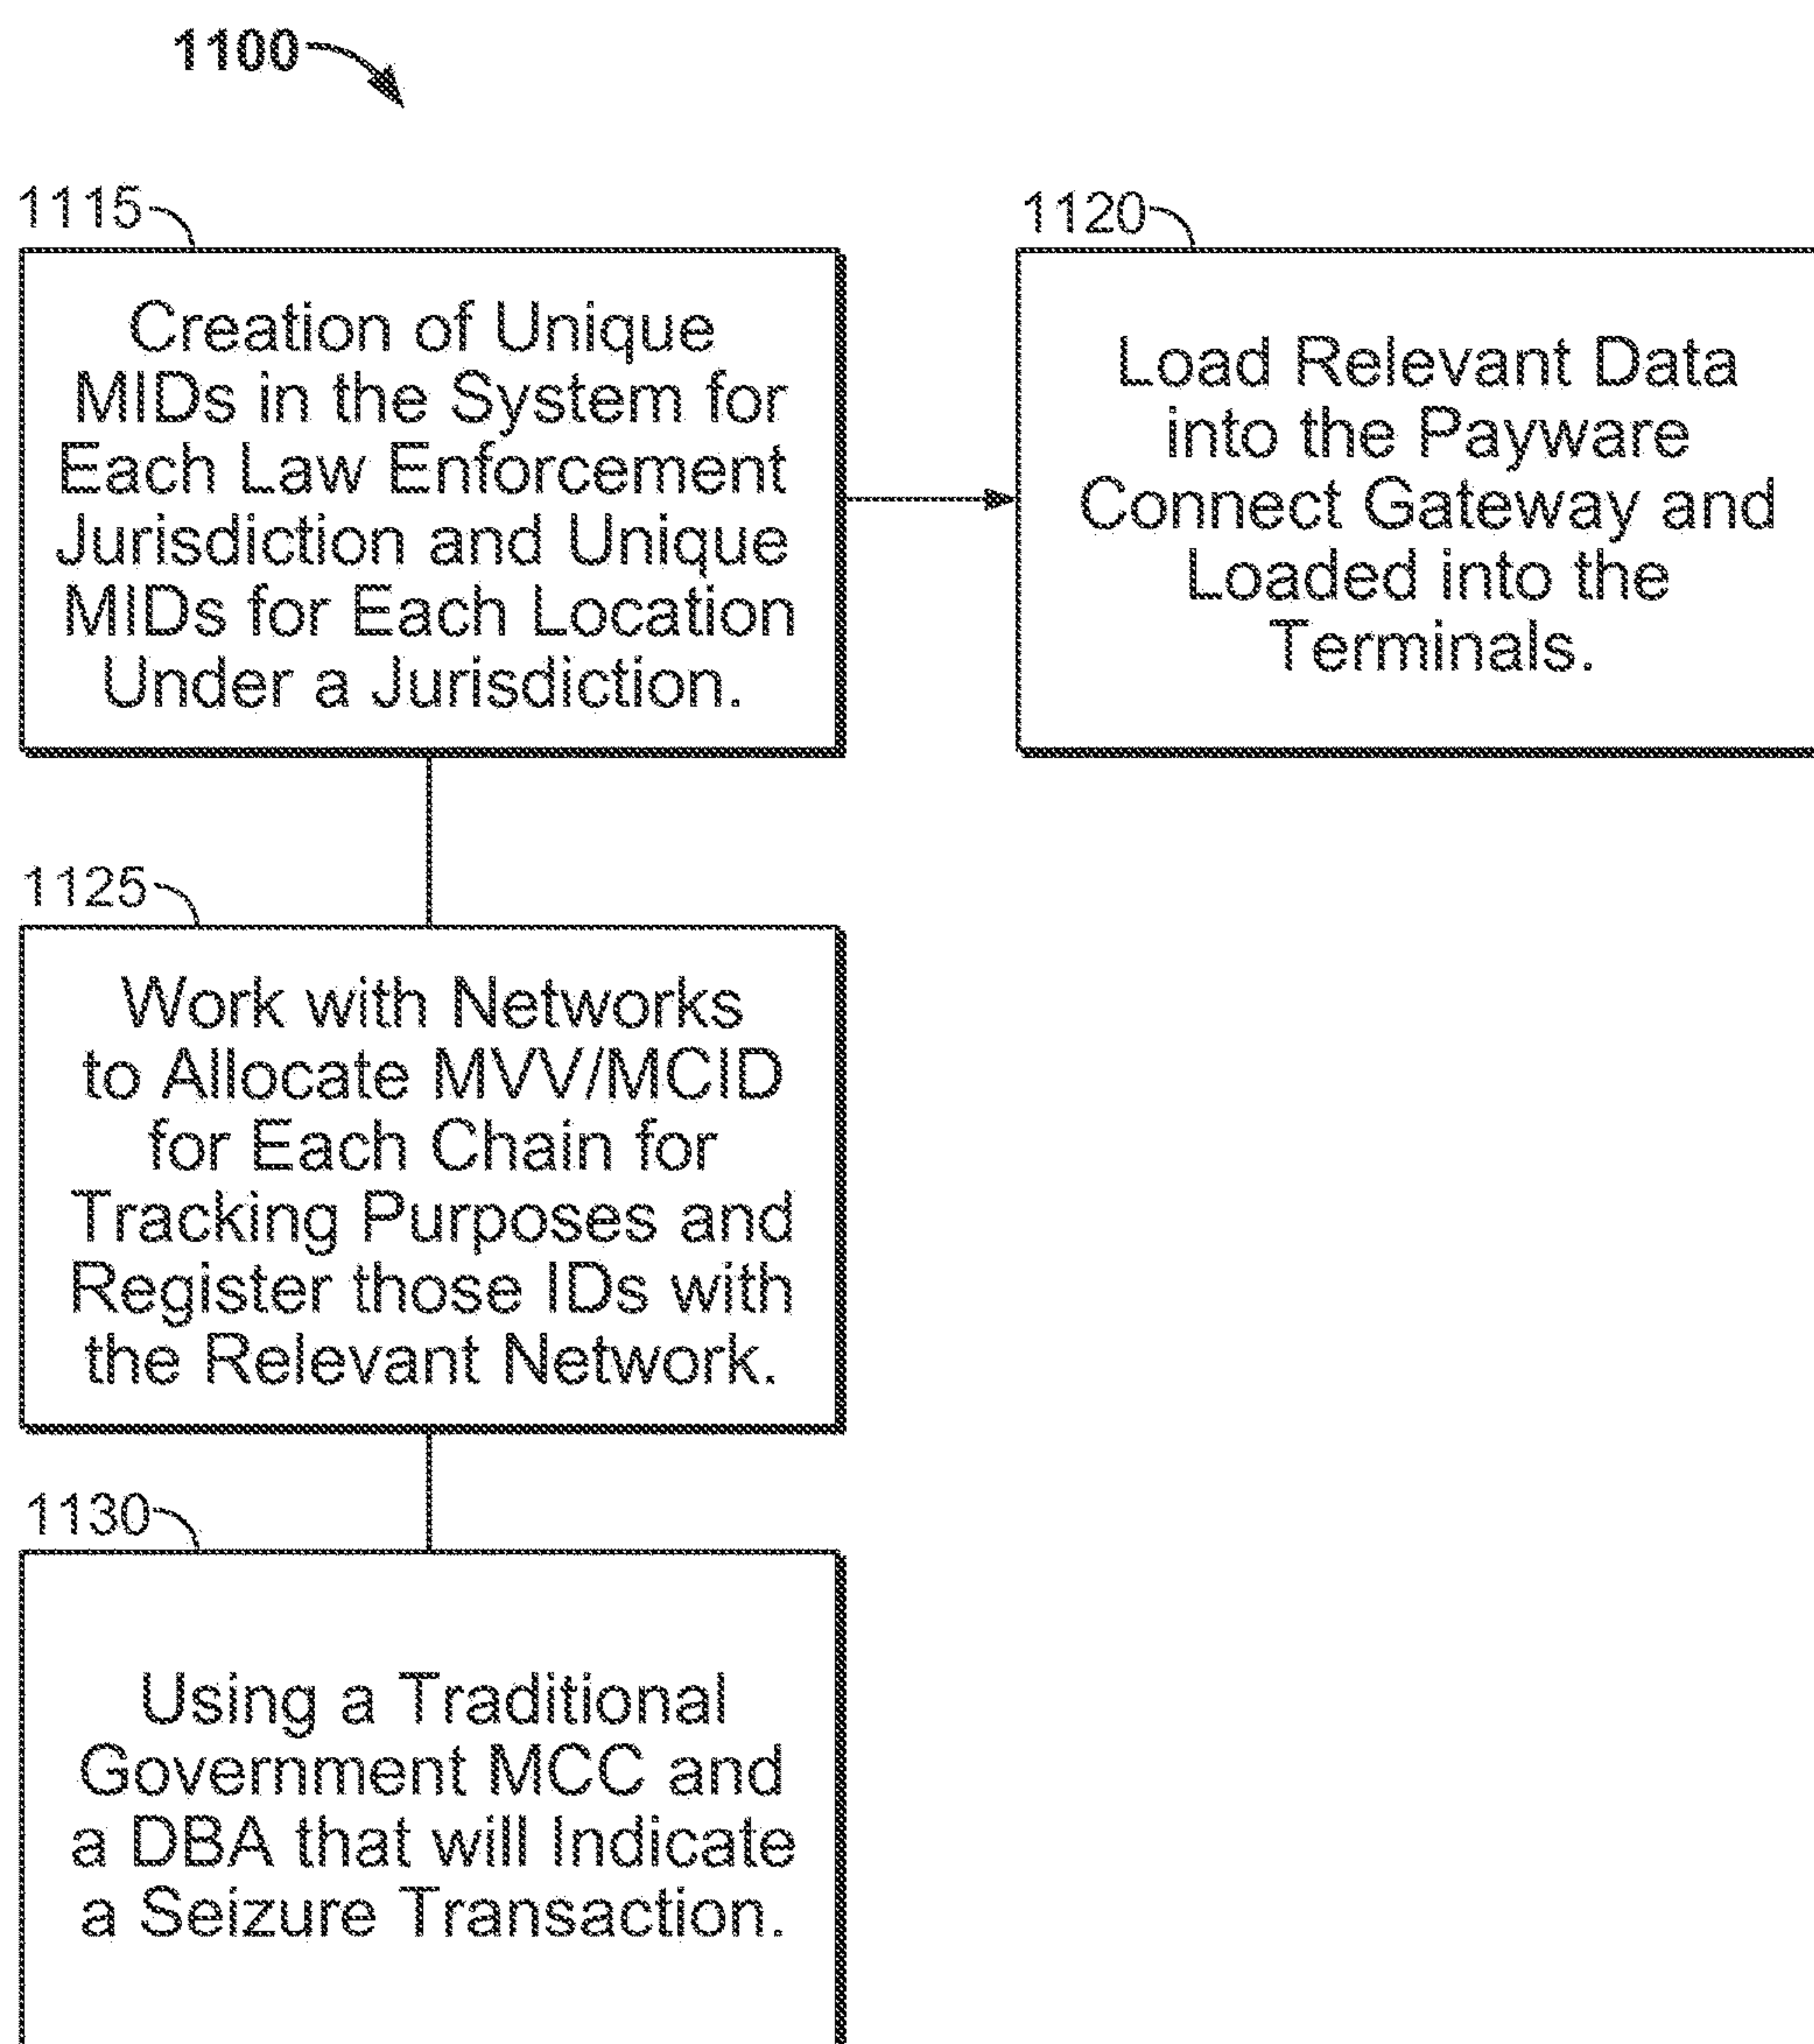 1100
1115
Creation of Unique
MIDs in the System for
Each Law Enforcement
Jurisdiction and Unique
MIDs for Each Location
Under a Jurisdiction.
1120
Load Relevant Data
into the Payware
Connect Gateway and
Loaded into the
Terminals.
1125
Work with Networks
to Allocate MVV/MCID
for Each Chain for
Tracking Purposes and
Register those IDs with
the Relevant Network.
1130
Using a Traditional
Government MCC and
a DBA that will Indicate
a Seizure Transaction.